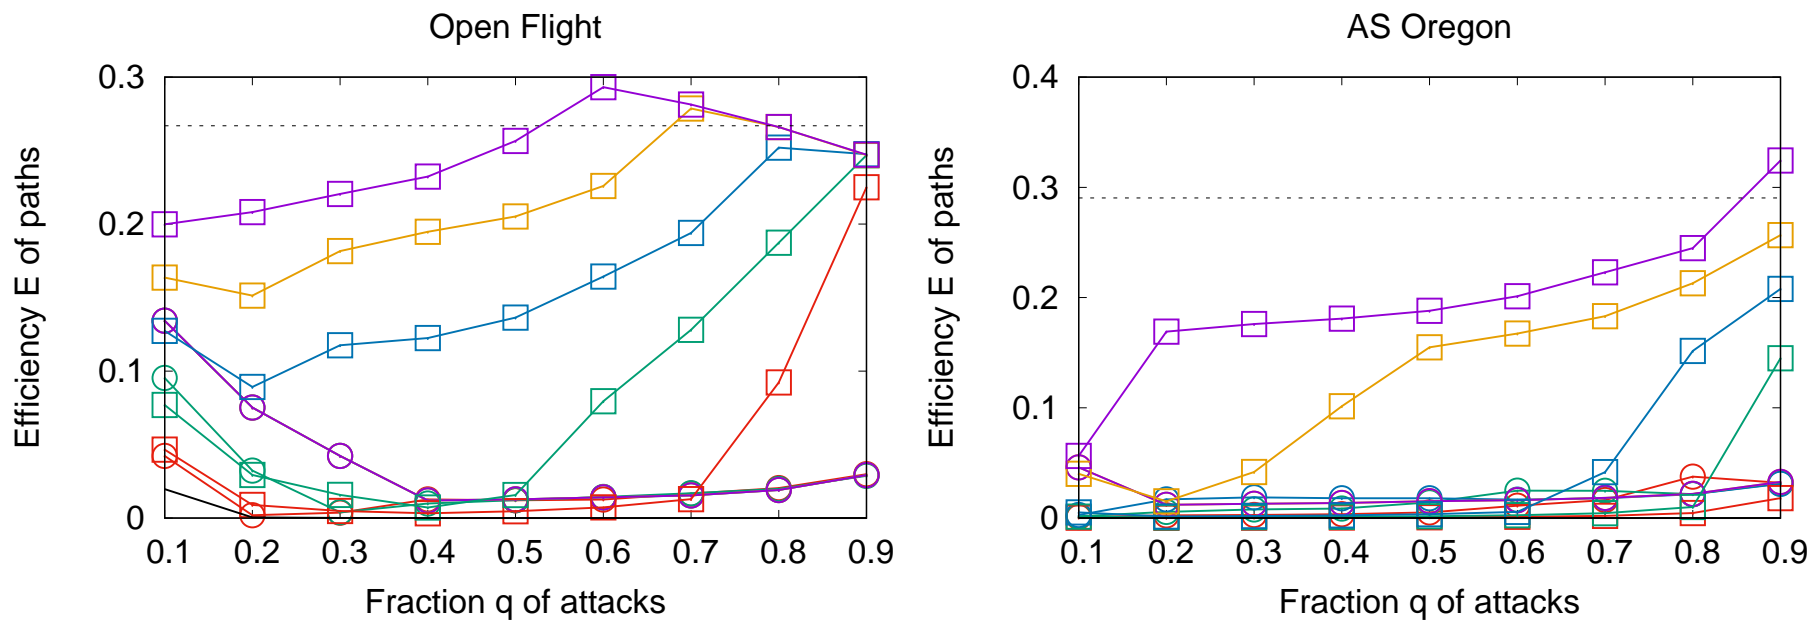 Open Flight
Efficiency E of paths
0.3
0.2
0.1
0
0.1 0.2 0.3 0.4 0.5 0.6 0.7 0.8 0.9
Fraction q of attacks
AS Oregon
Efficiency E of paths
0.4
0.3
0.2
0.1
0
0.1 0.2 0.3 0.4 0.5 0.6 0.7 0.8 0.9
Fraction q of attacks